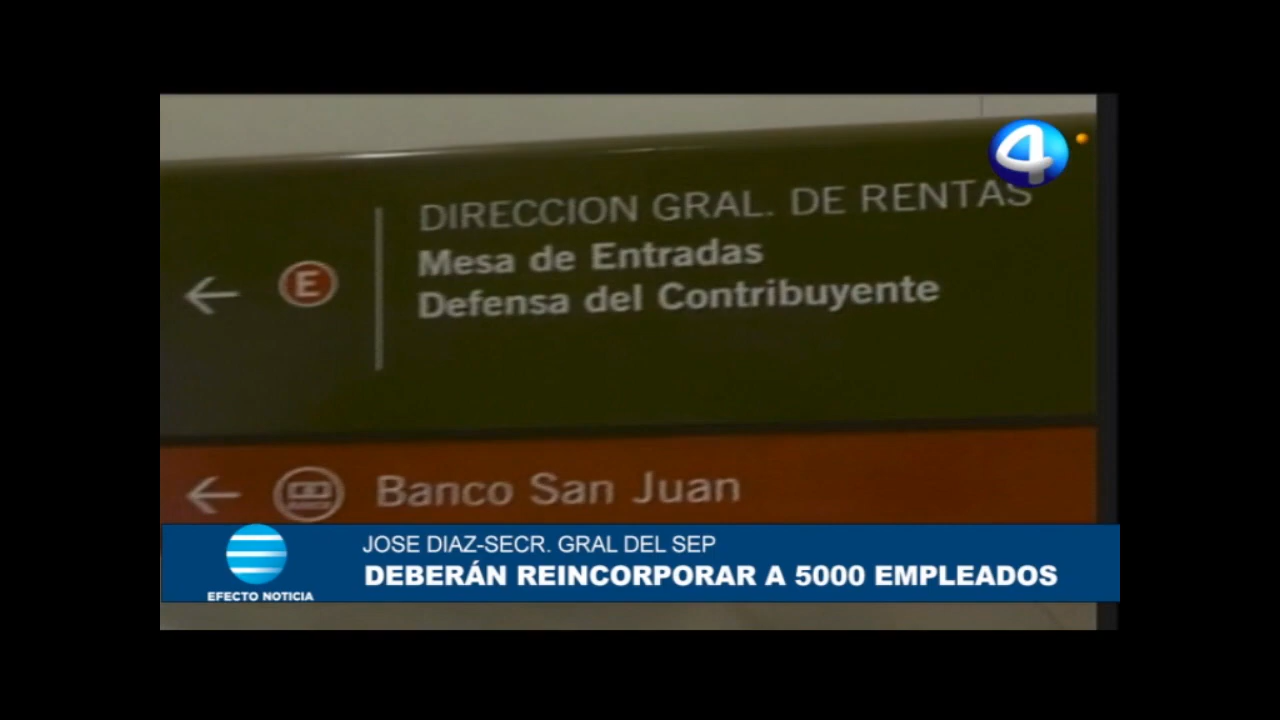 4
DIRECCION GRAL. DE RENTAS
Mesa de Entradas
Defensa del Contribuyente
E
Banco San Juan
JOSE DIAZ-SECR. GRAL DEL SEP
DEBERÁN REINCORPORAR A 5000 EMPLEADOS
EFECTO NOTICIA